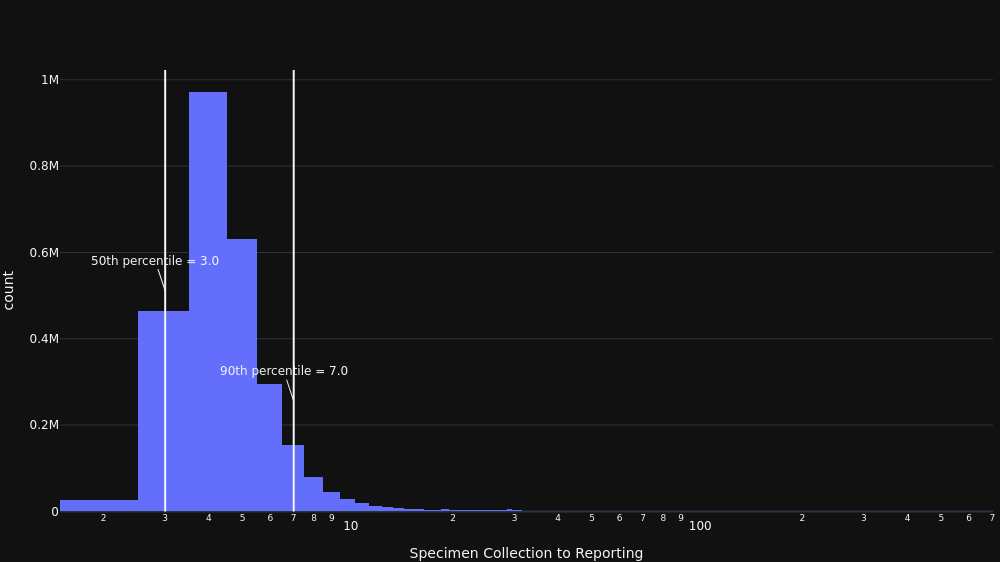 1M
0.8M
0.6M
0.4M
0.2M
0
count
50th percentile = 3.0
90th percentile = 7.0
2 3 4 5 6 7 8 9 10 2 3 4 5 6 7 8 9 100 2 3 4 5 6 7
Specimen Collection to Reporting